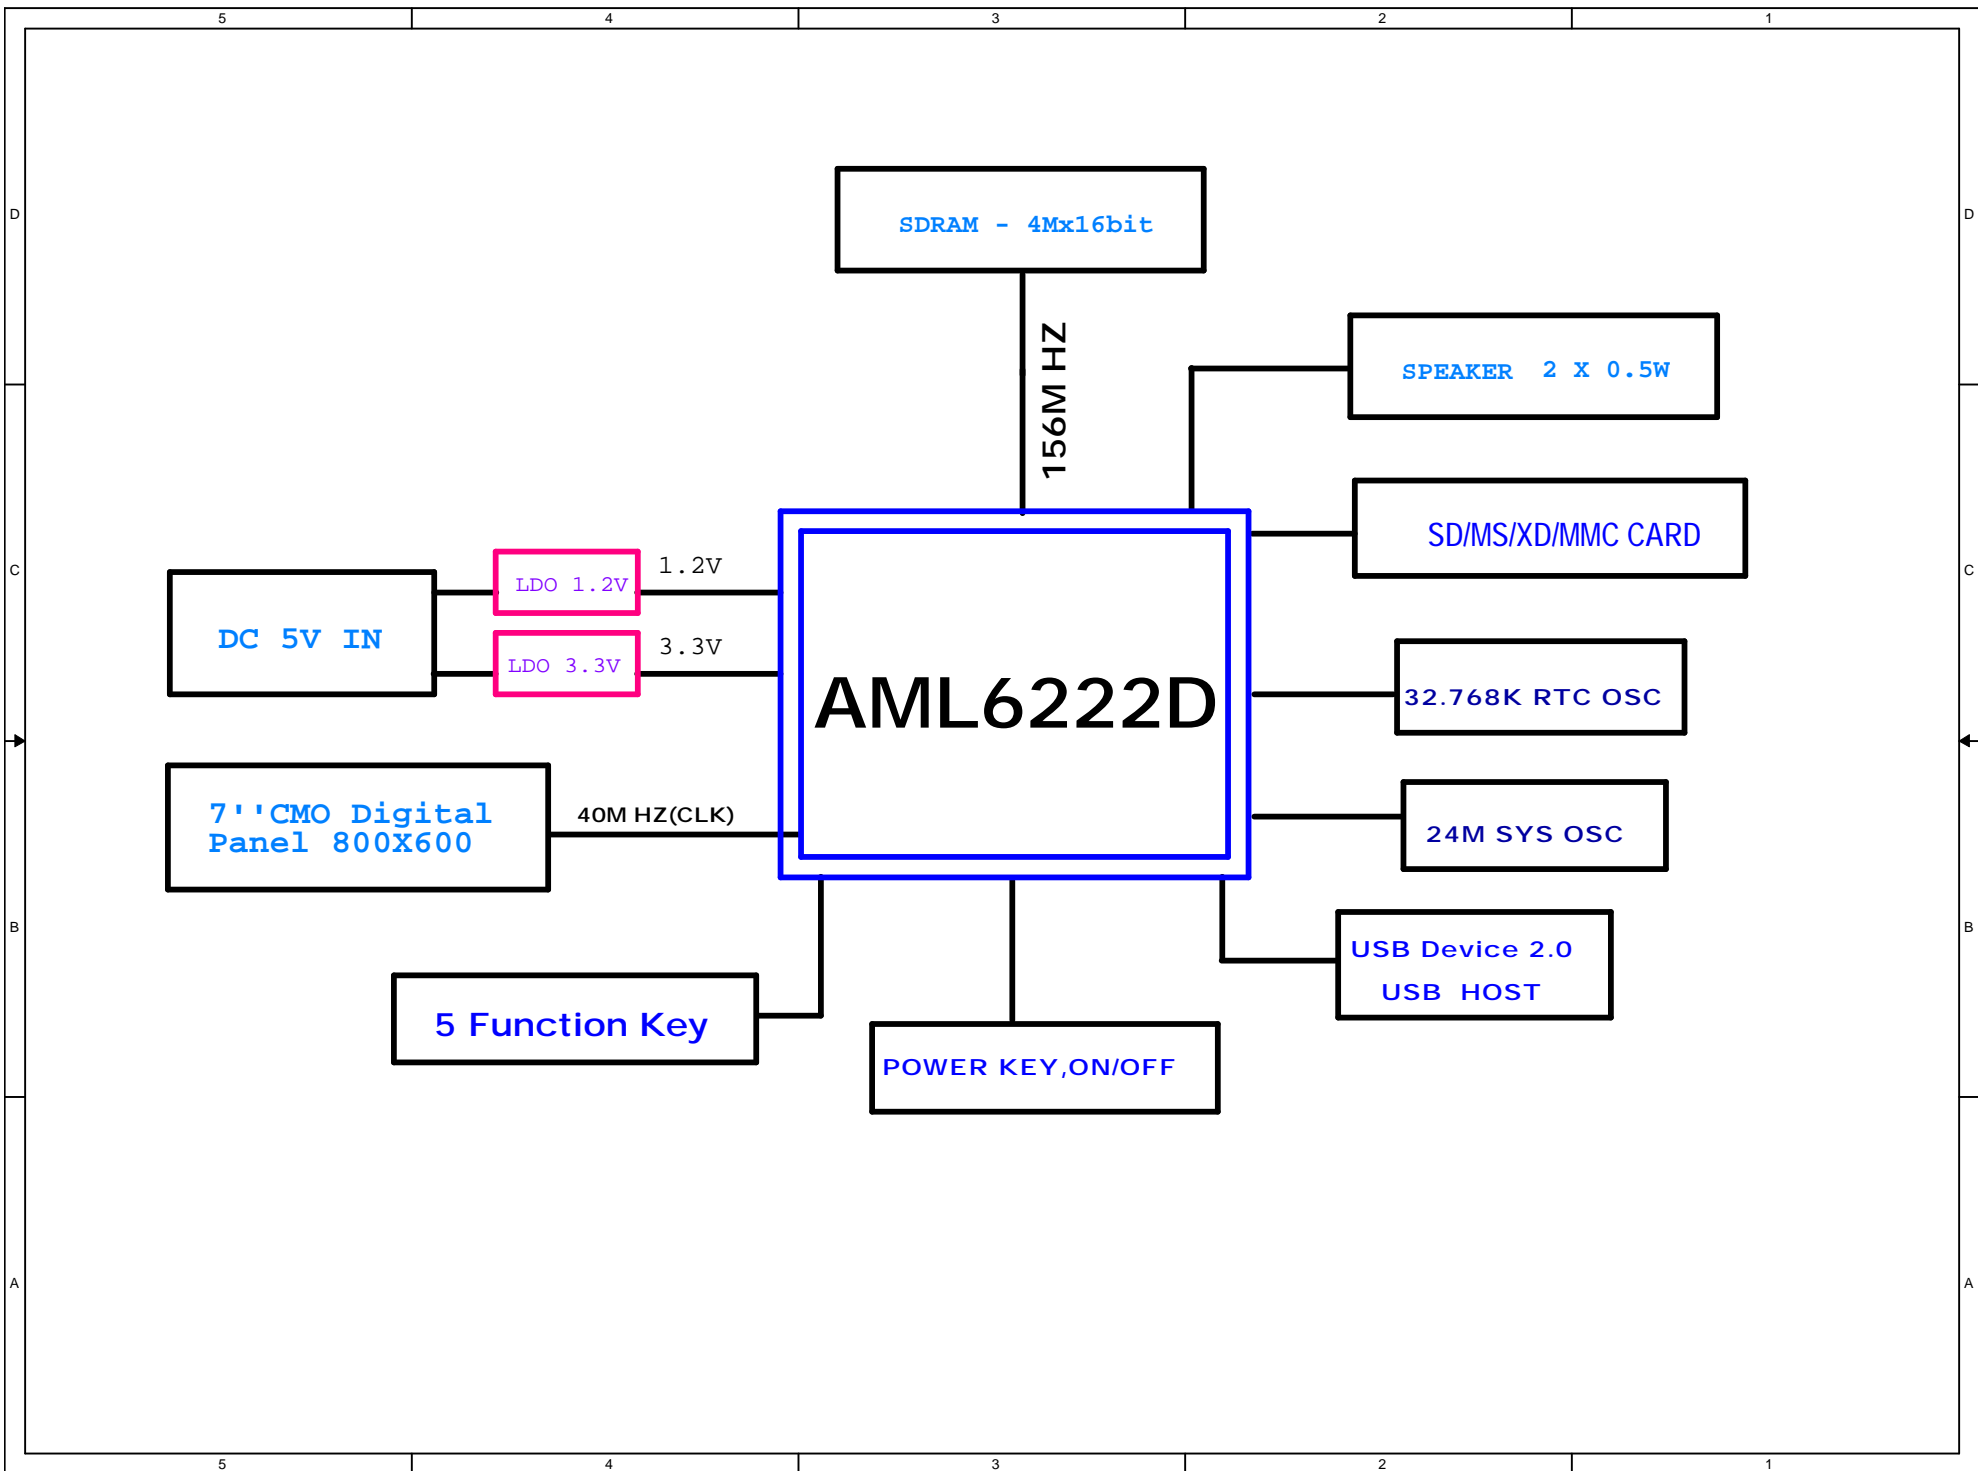 5 4 3 2 1
D D
SDRAM - 4Mx16bit
156M HZ
SPEAKER 2 X 0.5W
SD/MS/XD/MMC CARD
C C
LDO 1.2V 1.2V
DC 5V IN
LDO 3.3V 3.3V
AML6222D
32.768K RTC OSC
7''CMO Digital
Panel 800X600
40M HZ(CLK)
24M SYS OSC
B B
USB Device 2.0
USB HOST
5 Function Key
POWER KEY,ON/OFF
A A
5 4 3 2 1